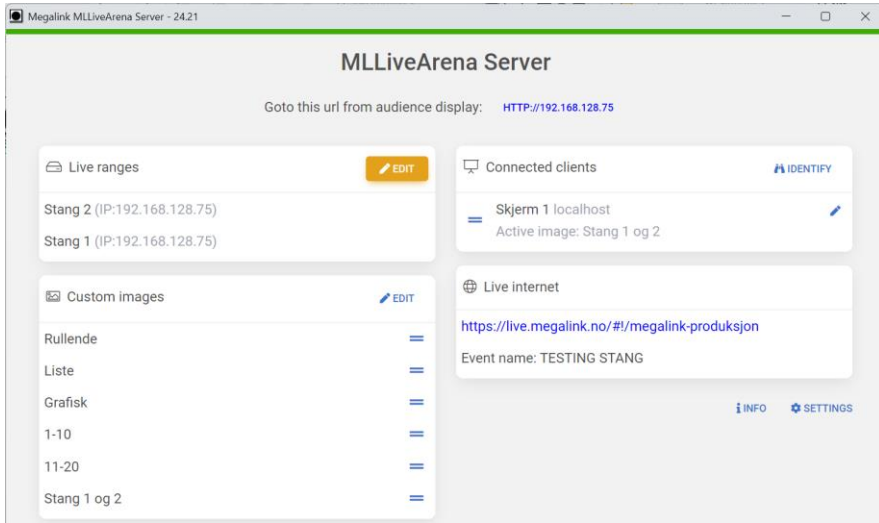 Megalink MLLiveArena Server - 24.21
MLLiveArena Server
Goto this url from audience display: HTTP://192.168.128.75
Live ranges
EDIT
Stang 2 (IP:192.168.128.75)
Stang 1 (IP:192.168.128.75)
Custom images
EDIT
Rullende
Liste
Grafisk
1-10
11-20
Stang 1 og 2
Connected clients
IDENTIFY
Skjerm 1 localhost
Active image: Stang 1 og 2
Live internet
https://live.megalink.no/#!/megalink-produksjon
Event name: TESTING STANG
INFO
SETTINGS